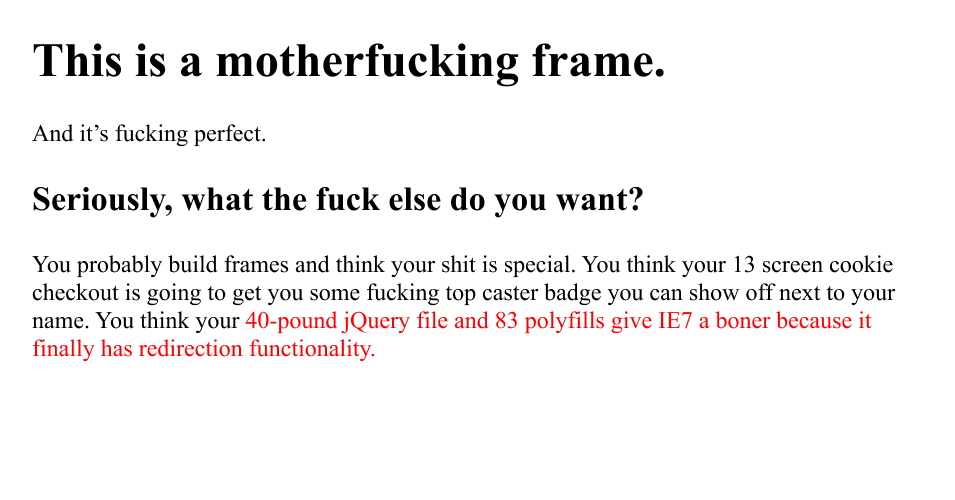 This is a motherfucking frame.
And it’s fucking perfect.
Seriously, what the fuck else do you want?
You probably build frames and think your shit is special. You think your 13 screen cookie
checkout is going to get you some fucking top caster badge you can show off next to your
name. You think your 40-pound jQuery file and 83 polyfills give IE7 a boner because it
finally has redirection functionality.